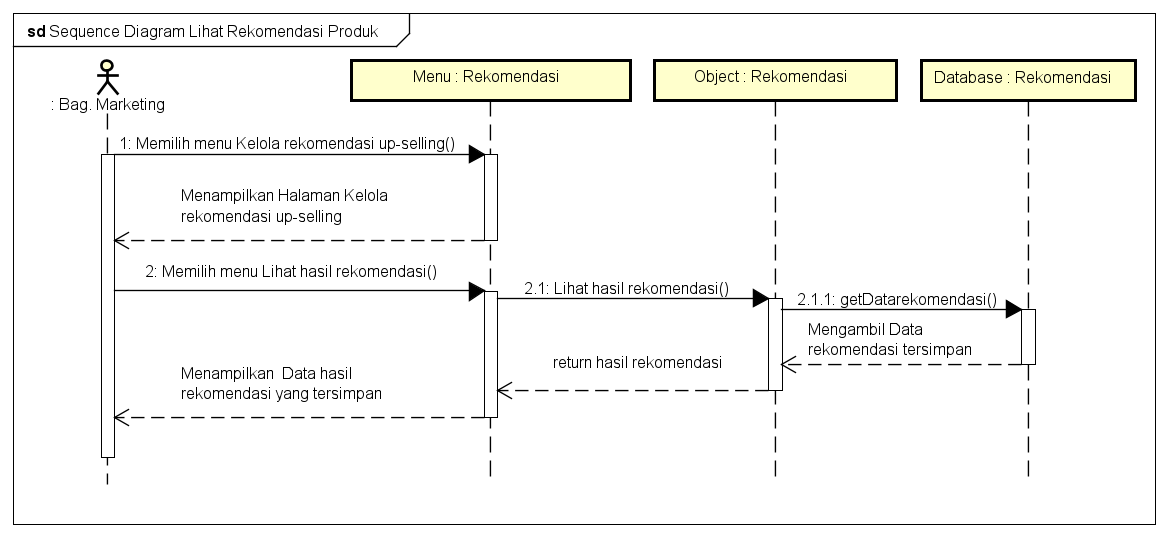 sd Sequence Diagram Lihat Rekomendasi Produk
: Bag. Marketing
Menu : Rekomendasi
Object : Rekomendasi
Database : Rekomendasi
1: Memilih menu Kelola rekomendasi up-selling()
Menampilkan Halaman Kelola
rekomendasi up-selling
2: Memilih menu Lihat hasil rekomendasi()
2.1: Lihat hasil rekomendasi()
2.1.1: getDatarekomendasi()
Mengambil Data
rekomendasi tersimpan
return hasil rekomendasi
Menampilkan  Data hasil
rekomendasi yang tersimpan